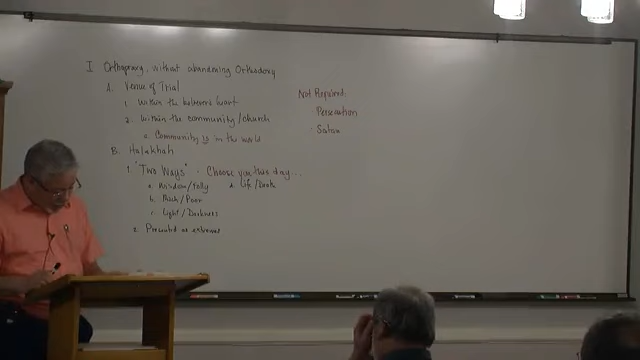 I Orthopraxy, without abandoning Orthodoxy
A. Venue of Trial
1. Within the believer's heart
2. Within the community/church
a. Community is in the world
B. Halakhah
1. "Two Ways" - Choose you this day...
a. Wisdom/Folly d. Life/Death
b. Rich/Poor
c. Light/Darkness
2. Presented as extremes
Not Required:
· Persecution
· Satan